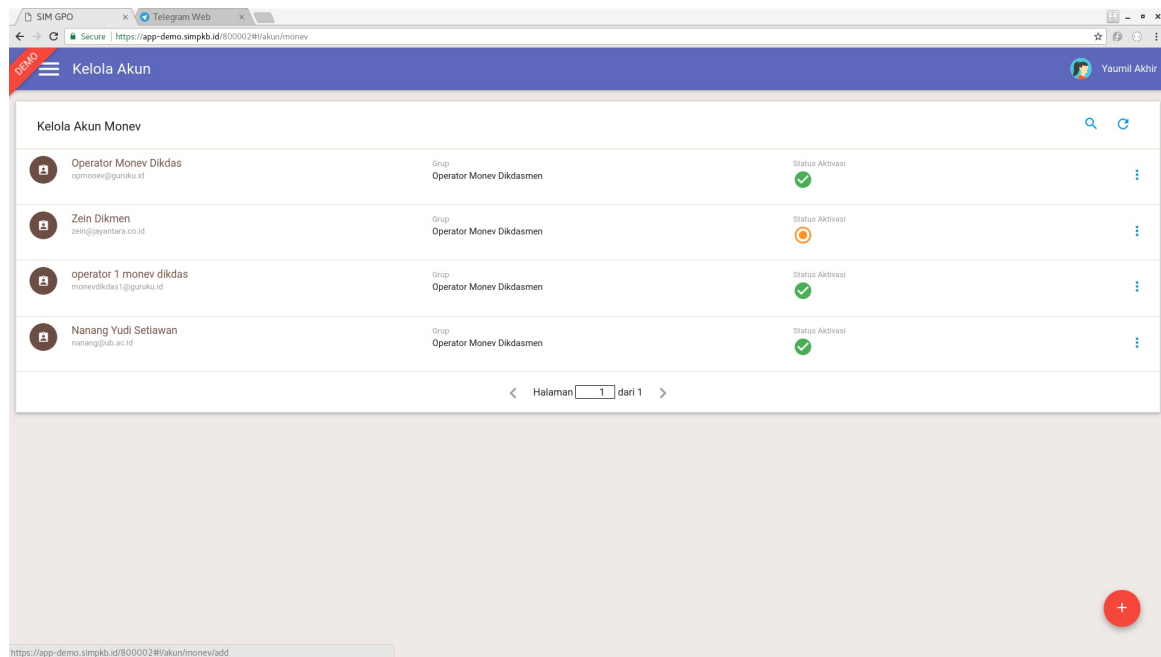 SIM GPO
Telegram Web
Secure | https://app-demo.simpkb.id/800002#!/akun/monev
DEMO
Kelola Akun
Yaumil Akhir
Kelola Akun Monev
Operator Monev Dikdas
opmonev@guruku.id
Grup
Operator Monev Dikdasmen
Status Aktivasi
Zein Dikmen
zein@jayantara.co.id
Grup
Operator Monev Dikdasmen
Status Aktivasi
operator 1 monev dikdas
monevdikdas1@guruku.id
Grup
Operator Monev Dikdasmen
Status Aktivasi
Nanang Yudi Setiawan
nanang@ub.ac.id
Grup
Operator Monev Dikdasmen
Status Aktivasi
Halaman 1 dari 1
https://app-demo.simpkb.id/800002#!/akun/monev/add